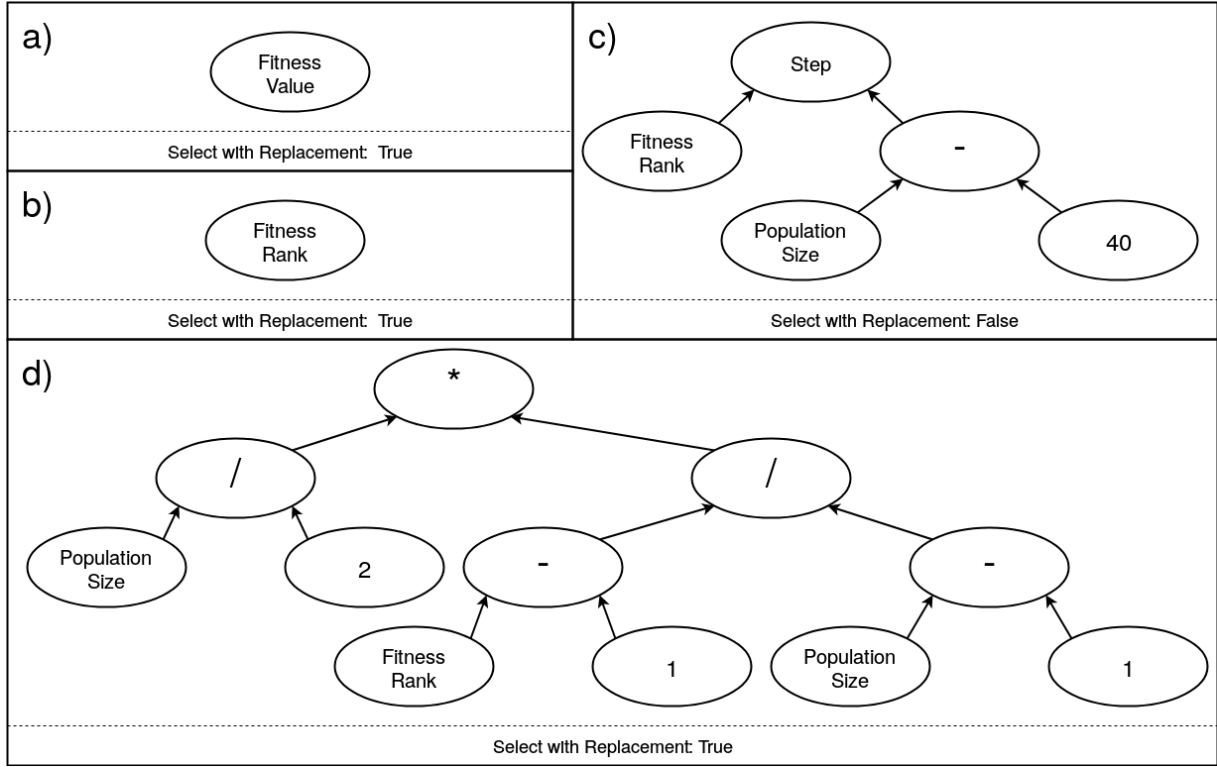 a)
Fitness
Value
Select with Replacement: True
b)
Fitness
Rank
Select with Replacement: True
c)
Step
Fitness
Rank
-
Population
Size
40
Select with Replacement: False
d)
*
/
/
Population
Size
2
-
-
Fitness
Rank
1
Population
Size
1
Select with Replacement: True